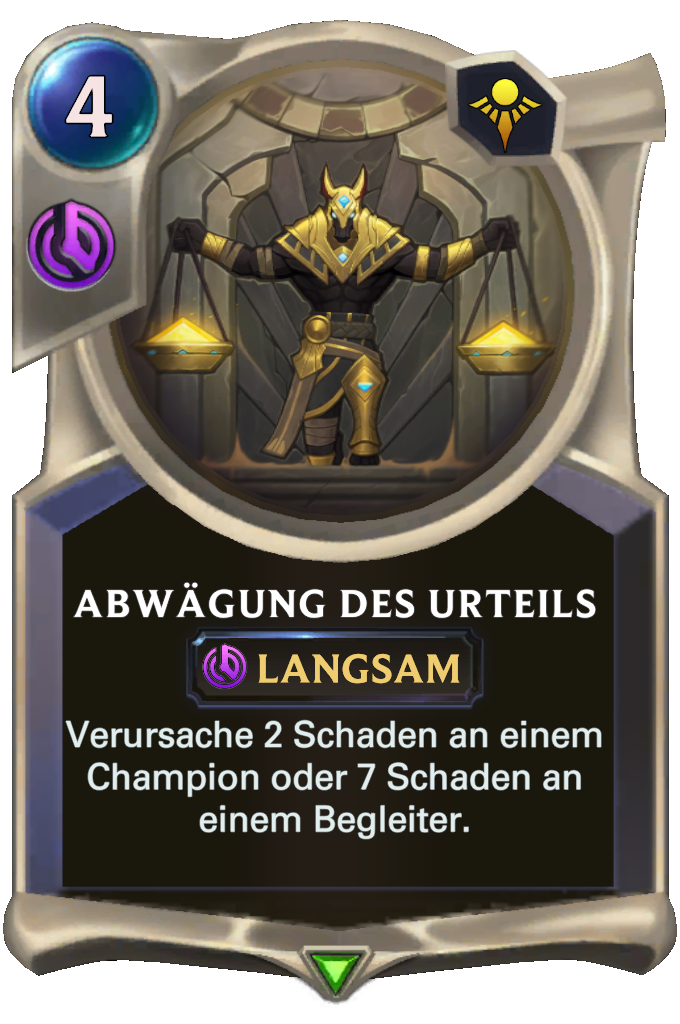 4
ABWÄGUNG DES URTEILS
LANGSAM
Verursache 2 Schaden an einem
Champion oder 7 Schaden an
einem Begleiter.